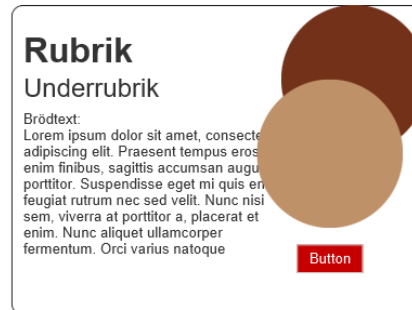 Rubrik
Underrubrik
Brödtext:
Lorem ipsum dolor sit amet, consecte
adipiscing elit. Praesent tempus eros
enim finibus, sagittis accumsan augu
porttitor. Suspendisse eget mi quis en
feugiat rutrum nec sed velit. Nunc nisi
sem, viverra at porttitor a, placerat et
enim. Nunc aliquet ullamcorper
fermentum. Orci varius natoque
Button